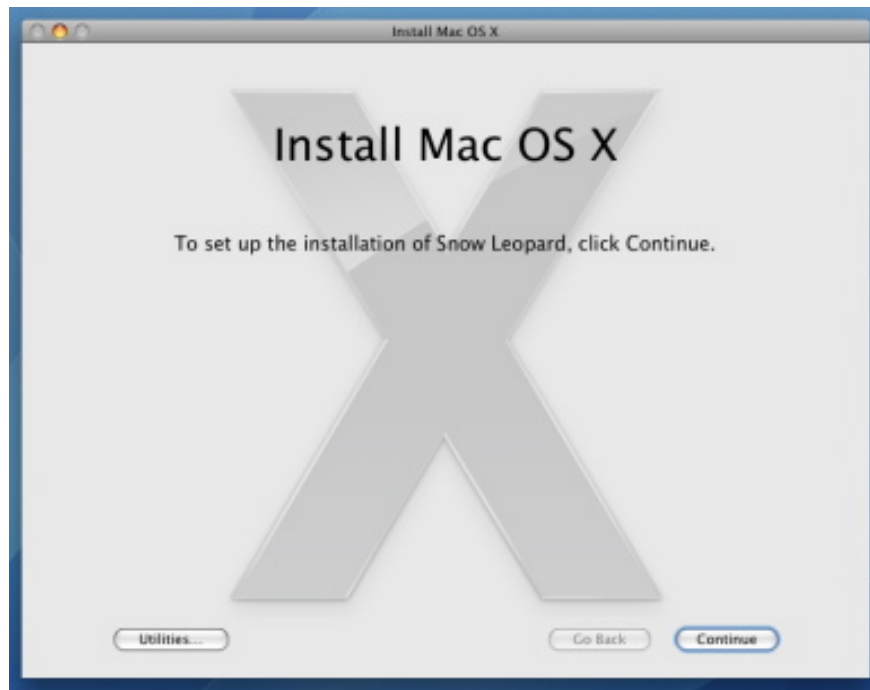 Install Mac OS X
Install Mac OS X
To set up the installation of Snow Leopard, click Continue.
Utilities...
Go Back
Continue